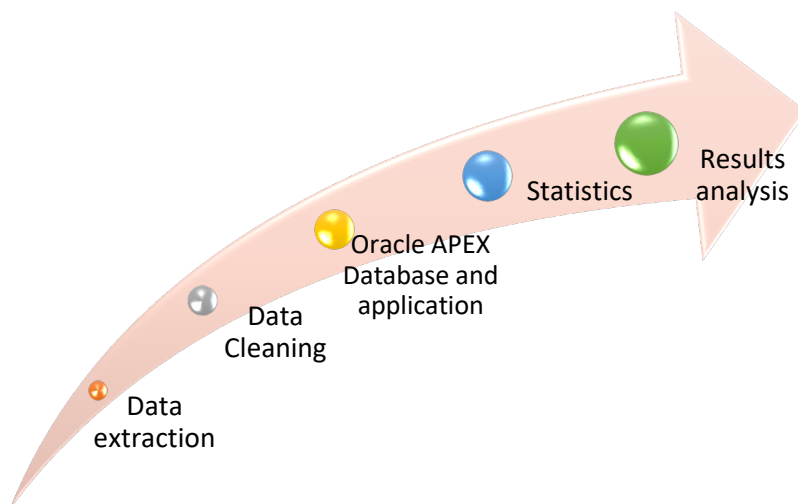 Data
extraction
Data
Cleaning
Oracle APEX
Database and
application
Statistics
Results
analysis